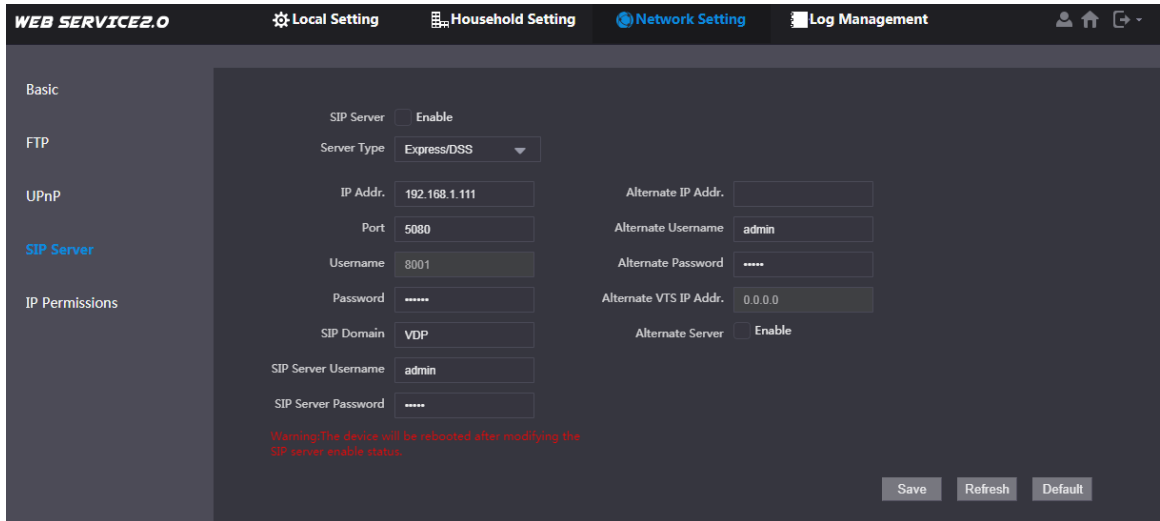 WEB SERVICE2.0
Local Setting
Household Setting
Network Setting
Log Management
Basic
FTP
UPnP
SIP Server
IP Permissions
SIP Server Enable
Server Type Express/DSS
IP Addr. 192.168.1.111 Alternate IP Addr.
Port 5080 Alternate Username admin
Username 8001 Alternate Password •••••
Password •••••• Alternate VTS IP Addr. 0.0.0.0
SIP Domain VDP Alternate Server Enable
SIP Server Username admin
SIP Server Password •••••
Warning:The device will be rebooted after modifying the
SIP server enable status.
Save Refresh Default